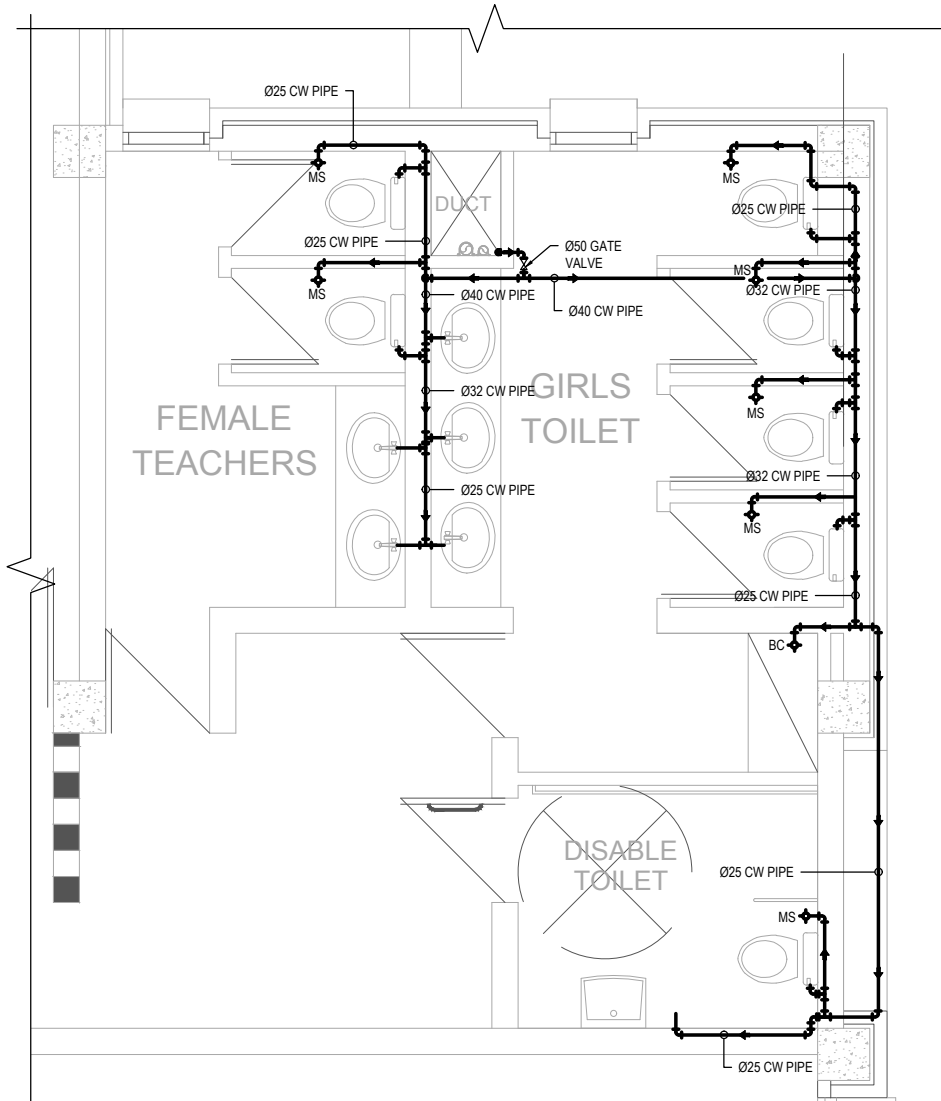 Ø25 CW PIPE
MS
MS
DUCT
Ø25 CW PIPE
Ø25 CW PIPE
Ø50 GATE
VALVE
MS
MS
Ø40 CW PIPE
Ø32 CW PIPE
Ø40 CW PIPE
Ø32 CW PIPE
MS
FEMALE
TEACHERS
GIRLS
TOILET
Ø32 CW PIPE
Ø25 CW PIPE
MS
Ø25 CW PIPE
BC
DISABLE
TOILET
Ø25 CW PIPE
MS
Ø25 CW PIPE